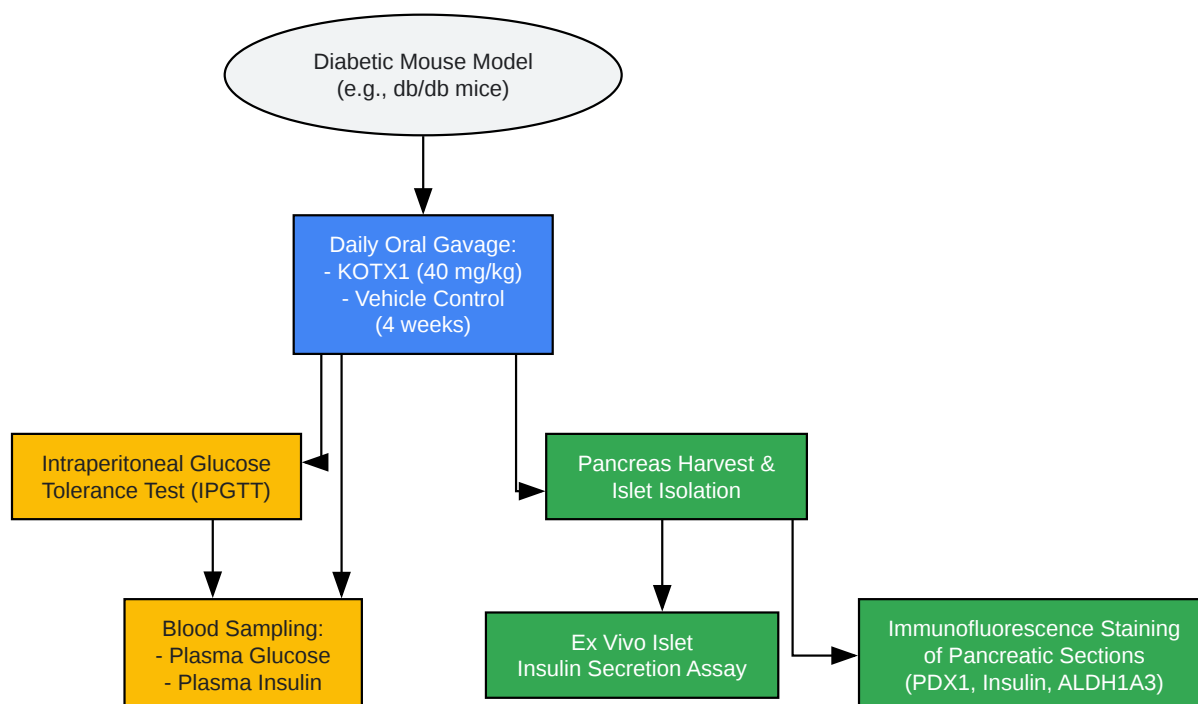 Diabetic Mouse Model
(e.g., db/db mice)
Daily Oral Gavage:
- KOTX1 (40 mg/kg)
- Vehicle Control
(4 weeks)
Intraperitoneal Glucose
Tolerance Test (IPGTT)
Pancreas Harvest &
Islet Isolation
Blood Sampling:
- Plasma Glucose
- Plasma Insulin
Ex Vivo Islet
Insulin Secretion Assay
Immunofluorescence Staining
of Pancreatic Sections
(PDX1, Insulin, ALDH1A3)